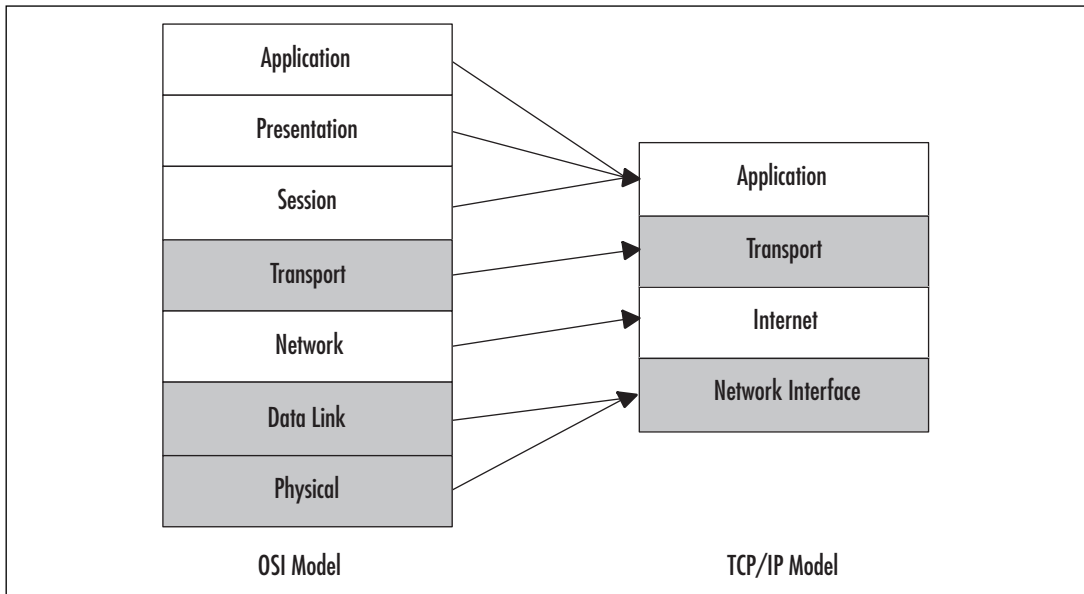 Application
Presentation
Session
Transport
Network
Data Link
Physical
OSI Model
Application
Transport
Internet
Network Interface
TCP/IP Model